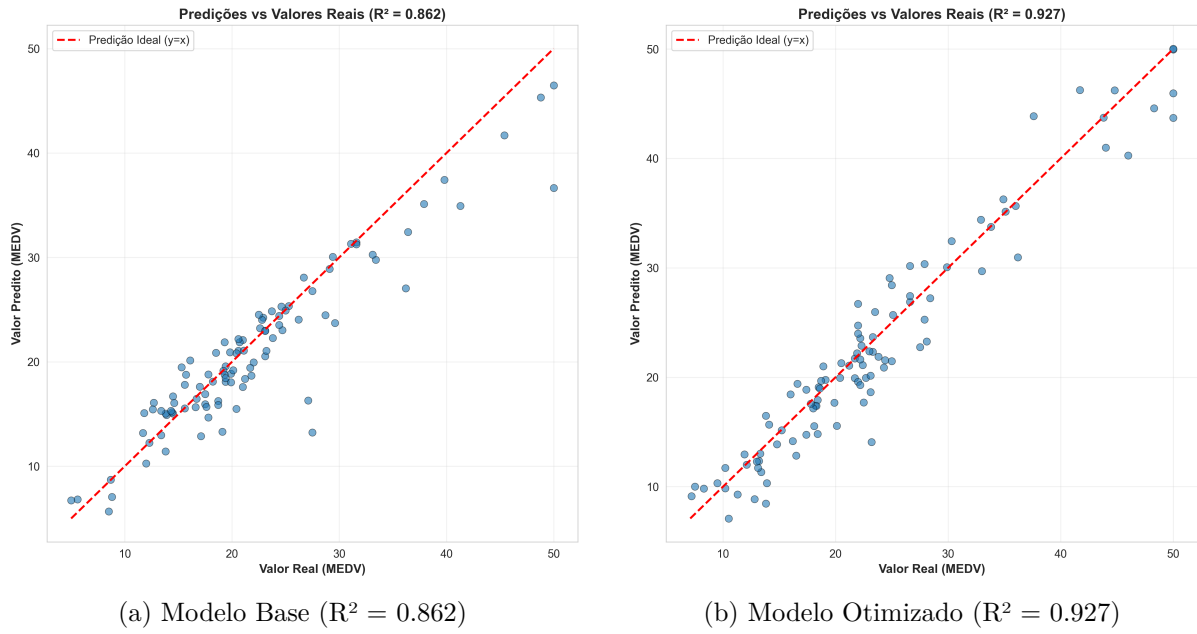 Predições vs Valores Reais (R² = 0.862)
Predição Ideal (y=x)
50
40
30
20
10
Valor Predito (MEDV)
10 20 30 40 50
Valor Real (MEDV)
(a) Modelo Base (R² = 0.862)
Predições vs Valores Reais (R² = 0.927)
Predição Ideal (y=x)
50
40
30
20
10
Valor Predito (MEDV)
10 20 30 40 50
Valor Real (MEDV)
(b) Modelo Otimizado (R² = 0.927)